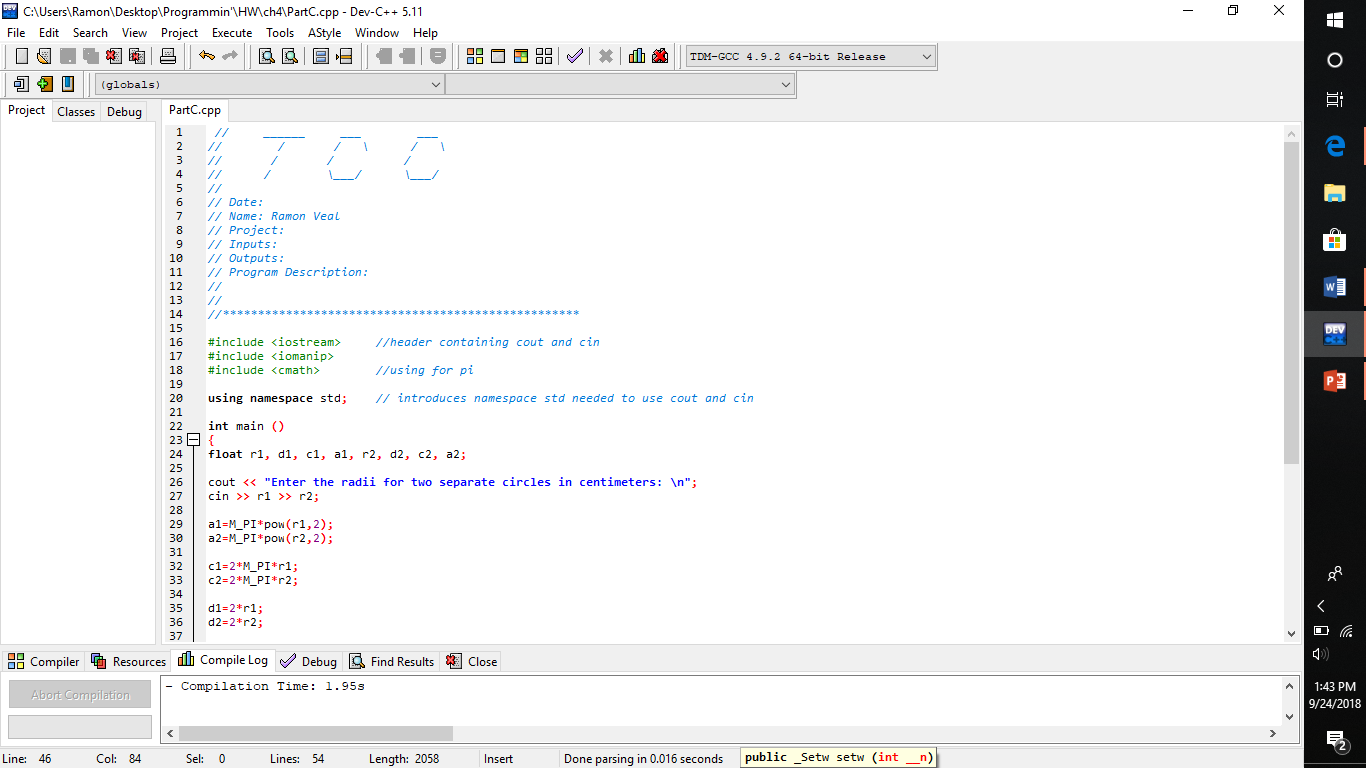 C:\Users\Ramon\Desktop\Programmin'\HW\ch4\PartC.cpp - Dev-C++ 5.11
File Edit Search View Project Execute Tools AStyle Window Help
TDM-GCC 4.9.2 64-bit Release
(globals)
Project Classes Debug PartC.cpp
1 //      ______     ___        ___
2 //        /       /   \      /   \
3 //       /       /          /
4 //      /        \___/      \___/
5 //
6 // Date:
7 // Name: Ramon Veal
8 // Project:
9 // Inputs:
10 // Outputs:
11 // Program Description:
12 //
13 //
14 //***************************************************
15
16 #include <iostream>     //header containing cout and cin
17 #include <iomanip>
18 #include <cmath>        //using for pi
19
20 using namespace std;    // introduces namespace std needed to use cout and cin
21
22 int main ()
23 {
24 float r1, d1, c1, a1, r2, d2, c2, a2;
25
26 cout << "Enter the radii for two separate circles in centimeters: \n";
27 cin >> r1 >> r2;
28
29 a1=M_PI*pow(r1,2);
30 a2=M_PI*pow(r2,2);
31
32 c1=2*M_PI*r1;
33 c2=2*M_PI*r2;
34
35 d1=2*r1;
36 d2=2*r2;
37
Compiler Resources Compile Log Debug Find Results Close
Abort Compilation
- Compilation Time: 1.95s
Line: 46 Col: 84 Sel: 0 Lines: 54 Length: 2058 Insert Done parsing in 0.016 seconds
public _Setw setw (int __n)
DEV
1:43 PM
9/24/2018
2